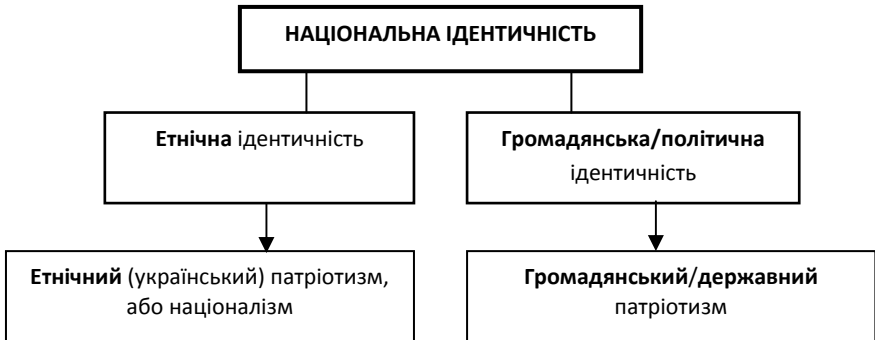 НАЦІОНАЛЬНА ІДЕНТИЧНІСТЬ
Етнічна ідентичність
Громадянська/політична
ідентичність
Етнічний (український) патріотизм,
або націоналізм
Громадянський/державний
патріотизм